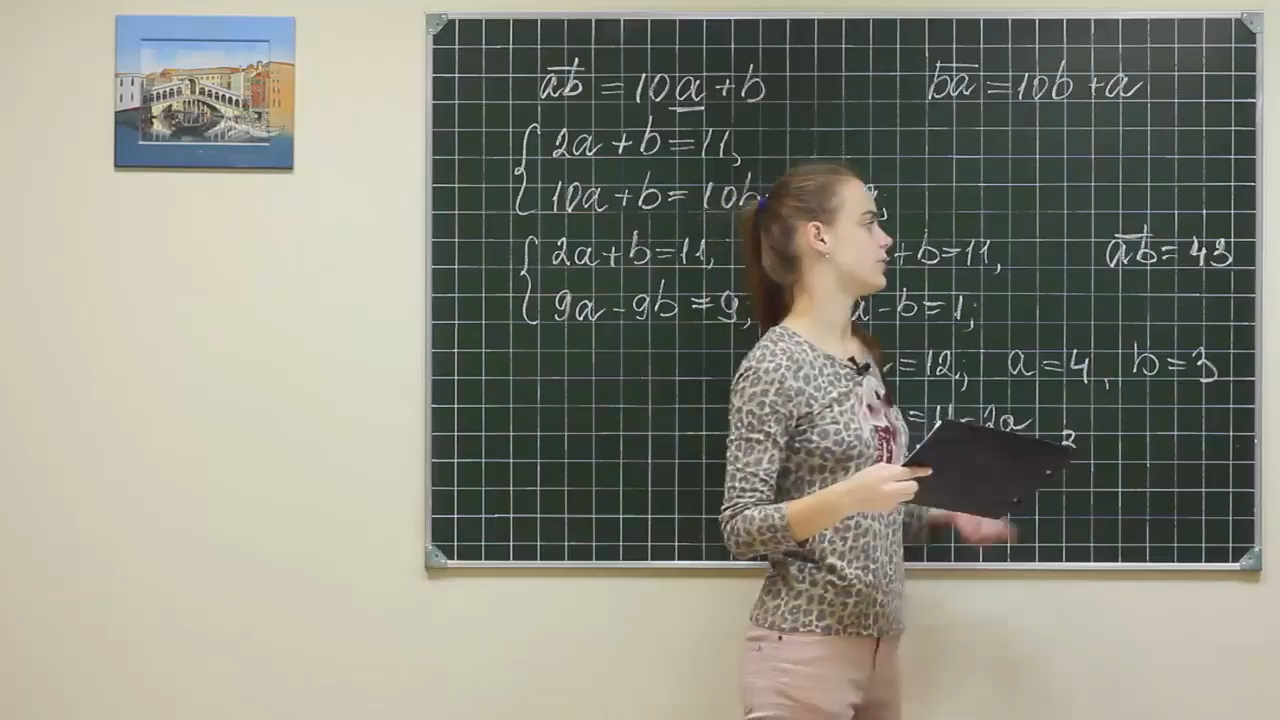 ab = 10a + b
ba = 10b + a
2a + b = 11,
10a + b = 10b
2a + b = 11,
+ b = 11,
ab = 43
9a - 9b = 9;
- b = 1;
= 12; a = 4, b = 3
= 11 - 2a